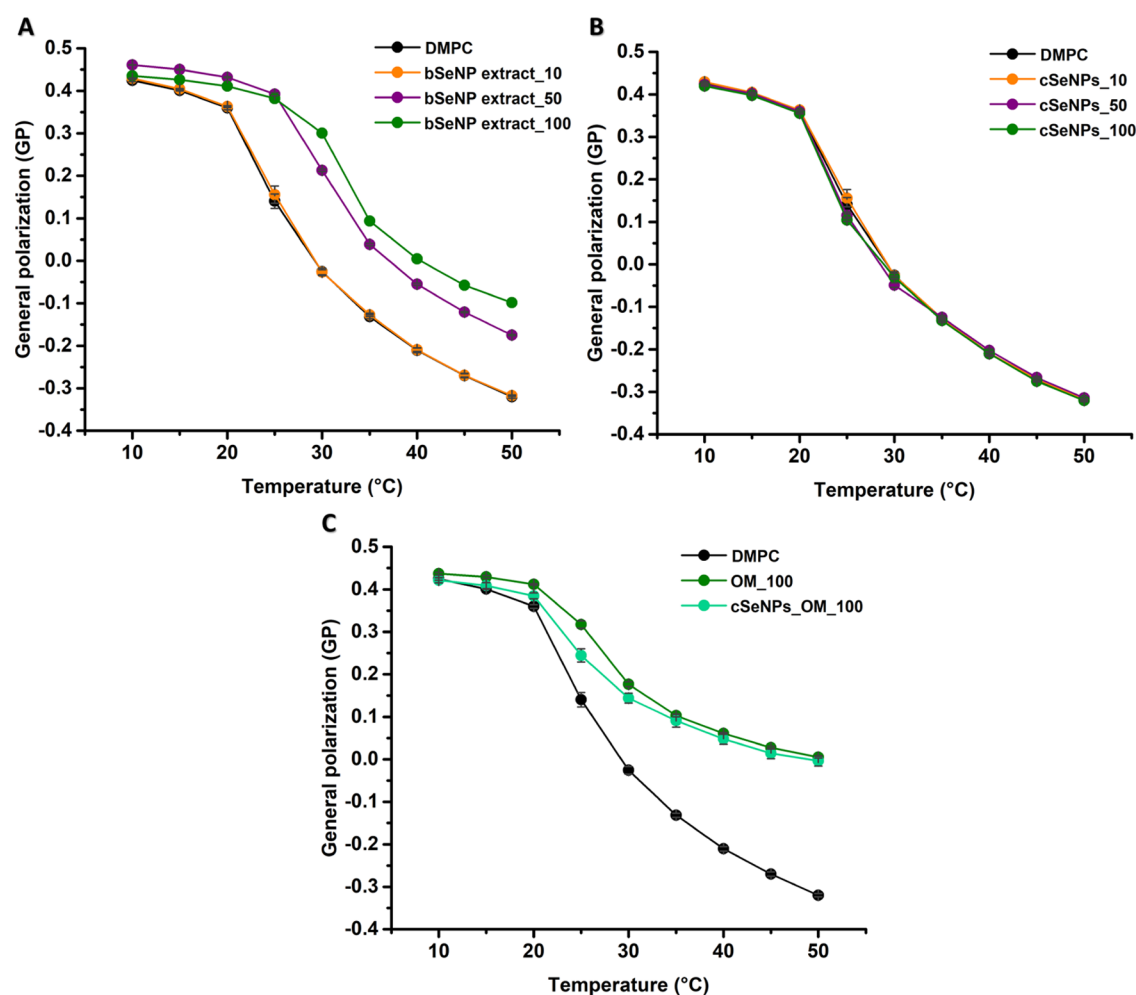 A
DMPC
bSeNP extract_10
bSeNP extract_50
bSeNP extract_100
General polarization (GP)
0.5
0.4
0.3
0.2
0.1
0.0
-0.1
-0.2
-0.3
-0.4
10 20 30 40 50
Temperature (°C)
B
DMPC
cSeNPs_10
cSeNPs_50
cSeNPs_100
General polarization (GP)
0.5
0.4
0.3
0.2
0.1
0.0
-0.1
-0.2
-0.3
-0.4
10 20 30 40 50
Temperature (°C)
C
DMPC
OM_100
cSeNPs_OM_100
General polarization (GP)
0.5
0.4
0.3
0.2
0.1
0.0
-0.1
-0.2
-0.3
-0.4
10 20 30 40 50
Temperature (°C)